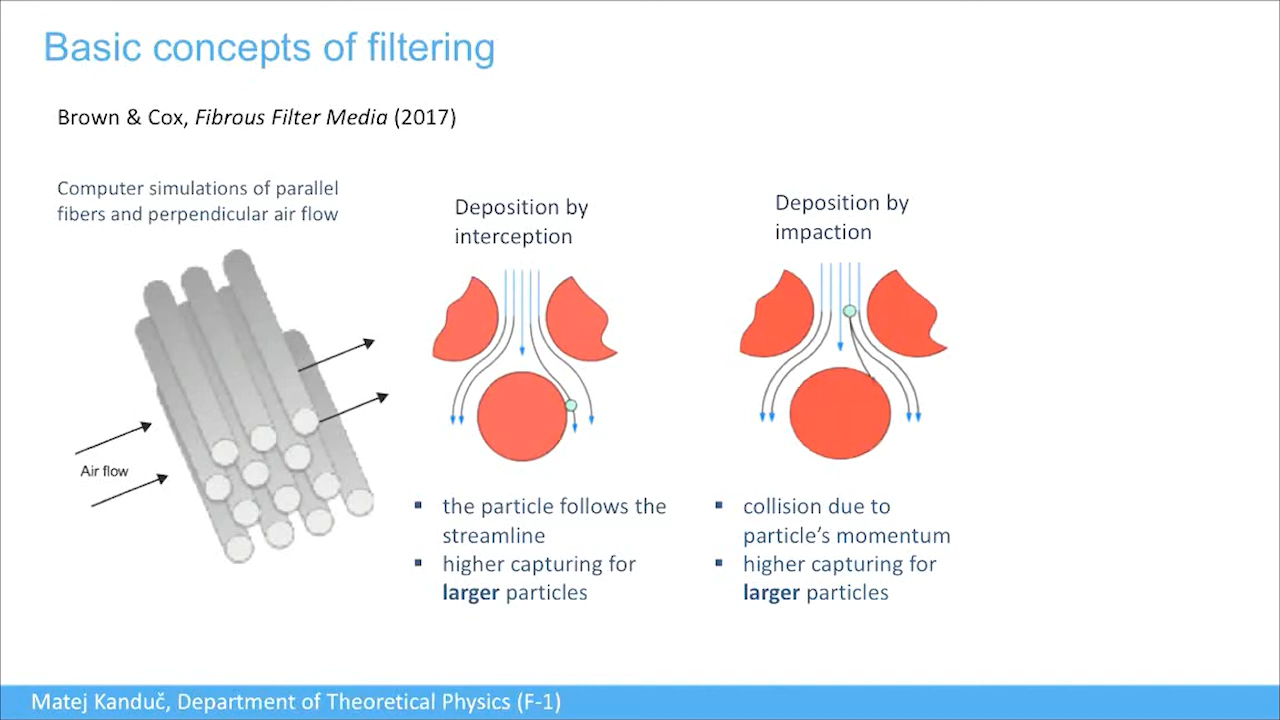 Basic concepts of filtering
Brown & Cox, Fibrous Filter Media (2017)
Computer simulations of parallel
fibers and perpendicular air flow
Air flow
Deposition by
interception
▪ the particle follows the
streamline
▪ higher capturing for
larger particles
Deposition by
impaction
▪ collision due to
particle’s momentum
▪ higher capturing for
larger particles
Matej Kanduč, Department of Theoretical Physics (F-1)